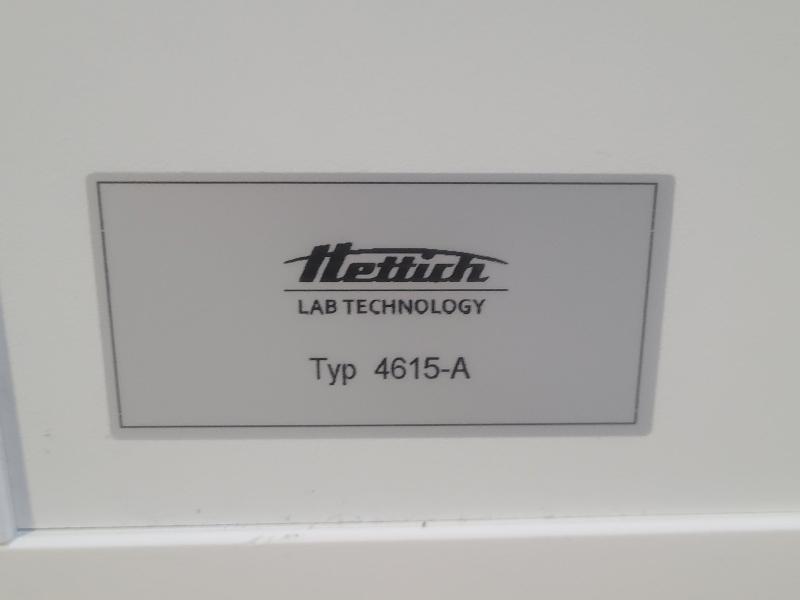 Hettich
LAB TECHNOLOGY
Typ 4615-A